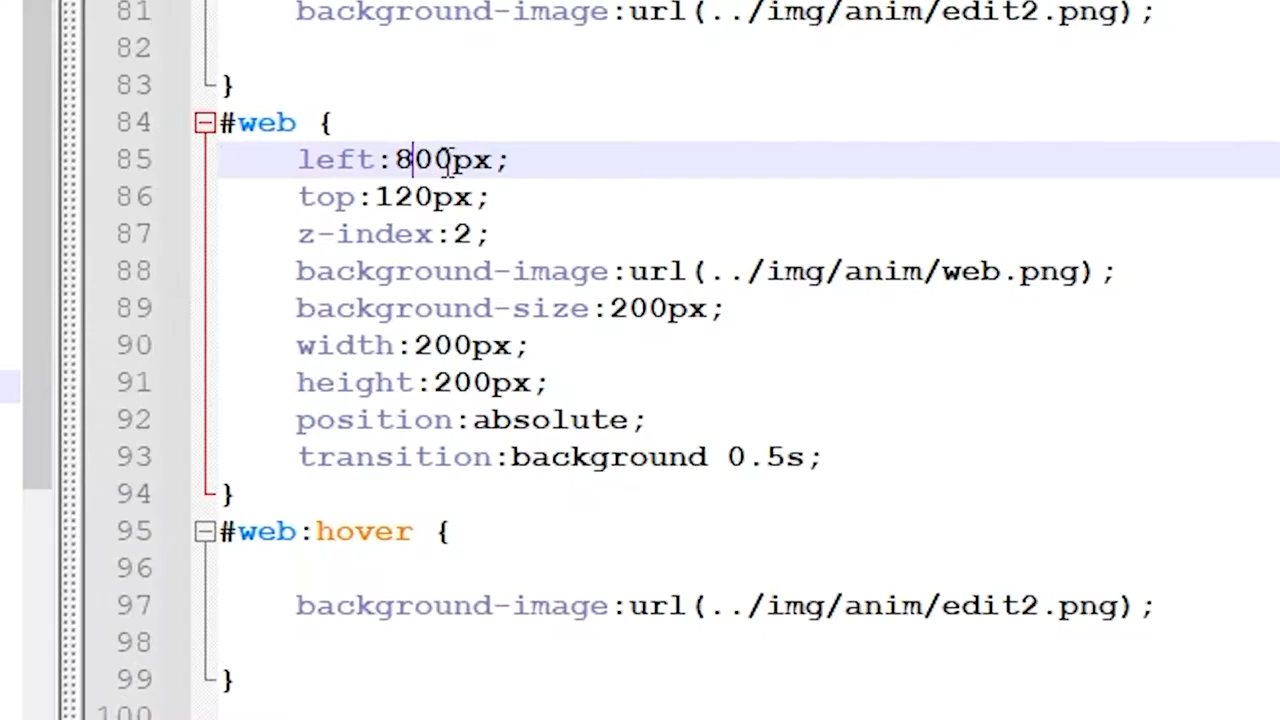 81 background-image:url(../img/anim/edit2.png);
82
83 }
84 #web {
85 left:800px;
86 top:120px;
87 z-index:2;
88 background-image:url(../img/anim/web.png);
89 background-size:200px;
90 width:200px;
91 height:200px;
92 position:absolute;
93 transition:background 0.5s;
94 }
95 #web:hover {
96
97 background-image:url(../img/anim/edit2.png);
98
99 }
100